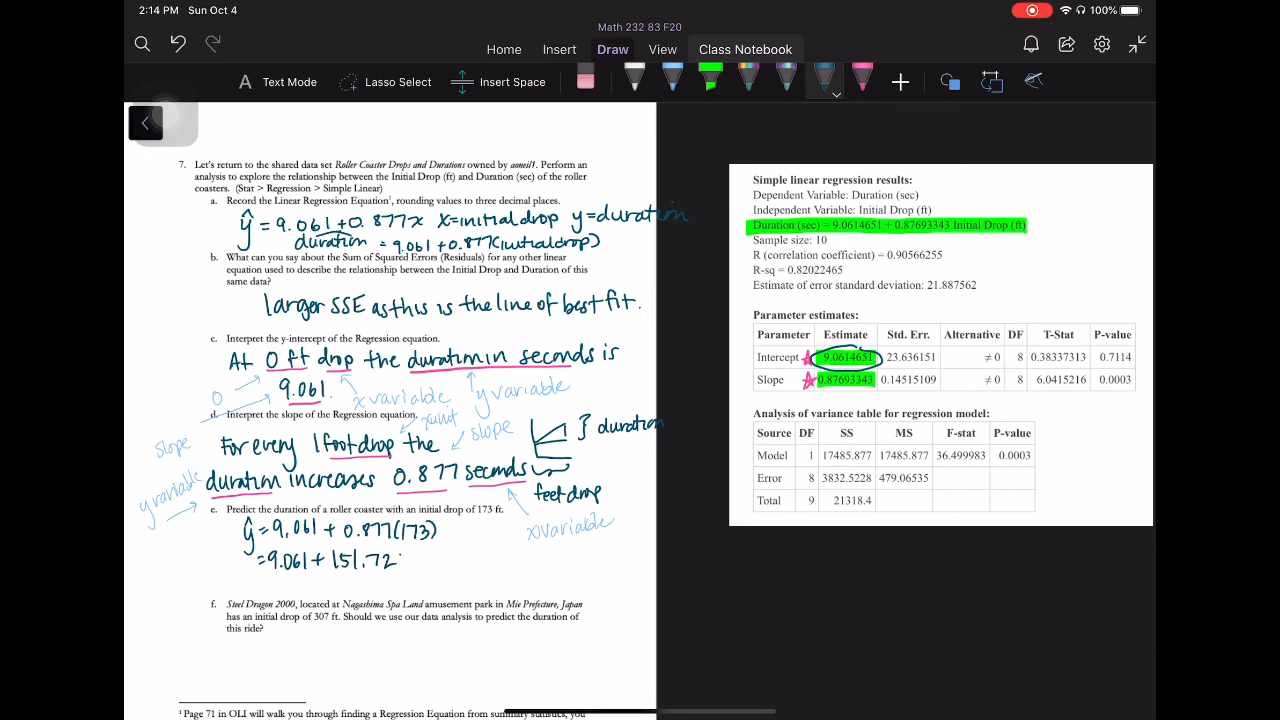 2:14 PM Sun Oct 4
100%
Math 232 83 F20
Home Insert Draw View Class Notebook
A Text Mode Lasso Select Insert Space
7. Let's return to the shared data set Roller Coaster Drops and Durations owned by aoneil1. Perform an
analysis to explore the relationship between the Initial Drop (ft) and Duration (sec) of the roller
coasters. (Stat > Regression > Simple Linear)
a. Record the Linear Regression Equation¹, rounding values to three decimal places.
ŷ = 9.061 + 0.877x x=initial drop y=duration
duration = 9.061 + 0.877(initial drop)
b. What can you say about the Sum of Squared Errors (Residuals) for any other linear
equation used to describe the relationship between the Initial Drop and Duration of this
same data?
larger SSE as this is the line of best fit.
c. Interpret the y-intercept of the Regression equation.
At 0 ft drop the duration in seconds is
9.061.
0
x variable
y variable
d. Interpret the slope of the Regression equation.
slope
x unit
slope
For every 1 foot drop the
duration
y variable
duration increases 0.877 seconds
feet drop
x variable
e. Predict the duration of a roller coaster with an initial drop of 173 ft.
ŷ = 9.061 + 0.877(173)
= 9.061 + 151.72
f. Steel Dragon 2000, located at Nagashima Spa Land amusement park in Mie Prefecture, Japan
has an initial drop of 307 ft. Should we use our data analysis to predict the duration of
this ride?
¹ Page 71 in OLI will walk you through finding a Regression Equation from summary statistics, you
Simple linear regression results:
Dependent Variable: Duration (sec)
Independent Variable: Initial Drop (ft)
Duration (sec) = 9.0614651 + 0.87693343 Initial Drop (ft)
Sample size: 10
R (correlation coefficient) = 0.90566255
R-sq = 0.82022465
Estimate of error standard deviation: 21.887562
Parameter estimates:
Parameter Estimate Std. Err. Alternative DF T-Stat P-value
Intercept 9.0614651 23.636151 ≠ 0 8 0.38337313 0.7114
Slope 0.87693343 0.14515109 ≠ 0 8 6.0415216 0.0003
Analysis of variance table for regression model:
Source DF SS MS F-stat P-value
Model 1 17485.877 17485.877 36.499983 0.0003
Error 8 3832.5228 479.06535
Total 9 21318.4